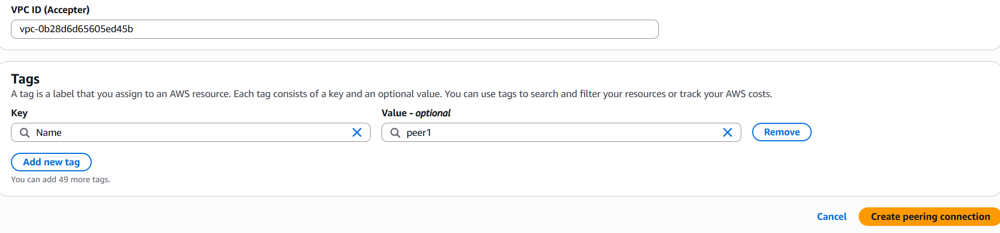 VPC ID (Accepter)
vpc-0b28d6d65605ed45b
Tags
A tag is a label that you assign to an AWS resource. Each tag consists of a key and an optional value. You can use tags to search and filter your resources or track your AWS costs.
Key Value - optional
Name peer1 Remove
Add new tag
You can add 49 more tags.
Cancel Create peering connection